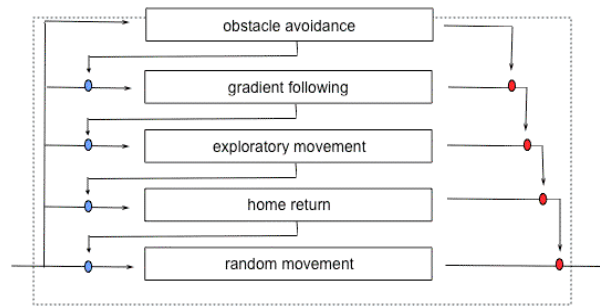 obstacle avoidance
gradient following
exploratory movement
home return
random movement